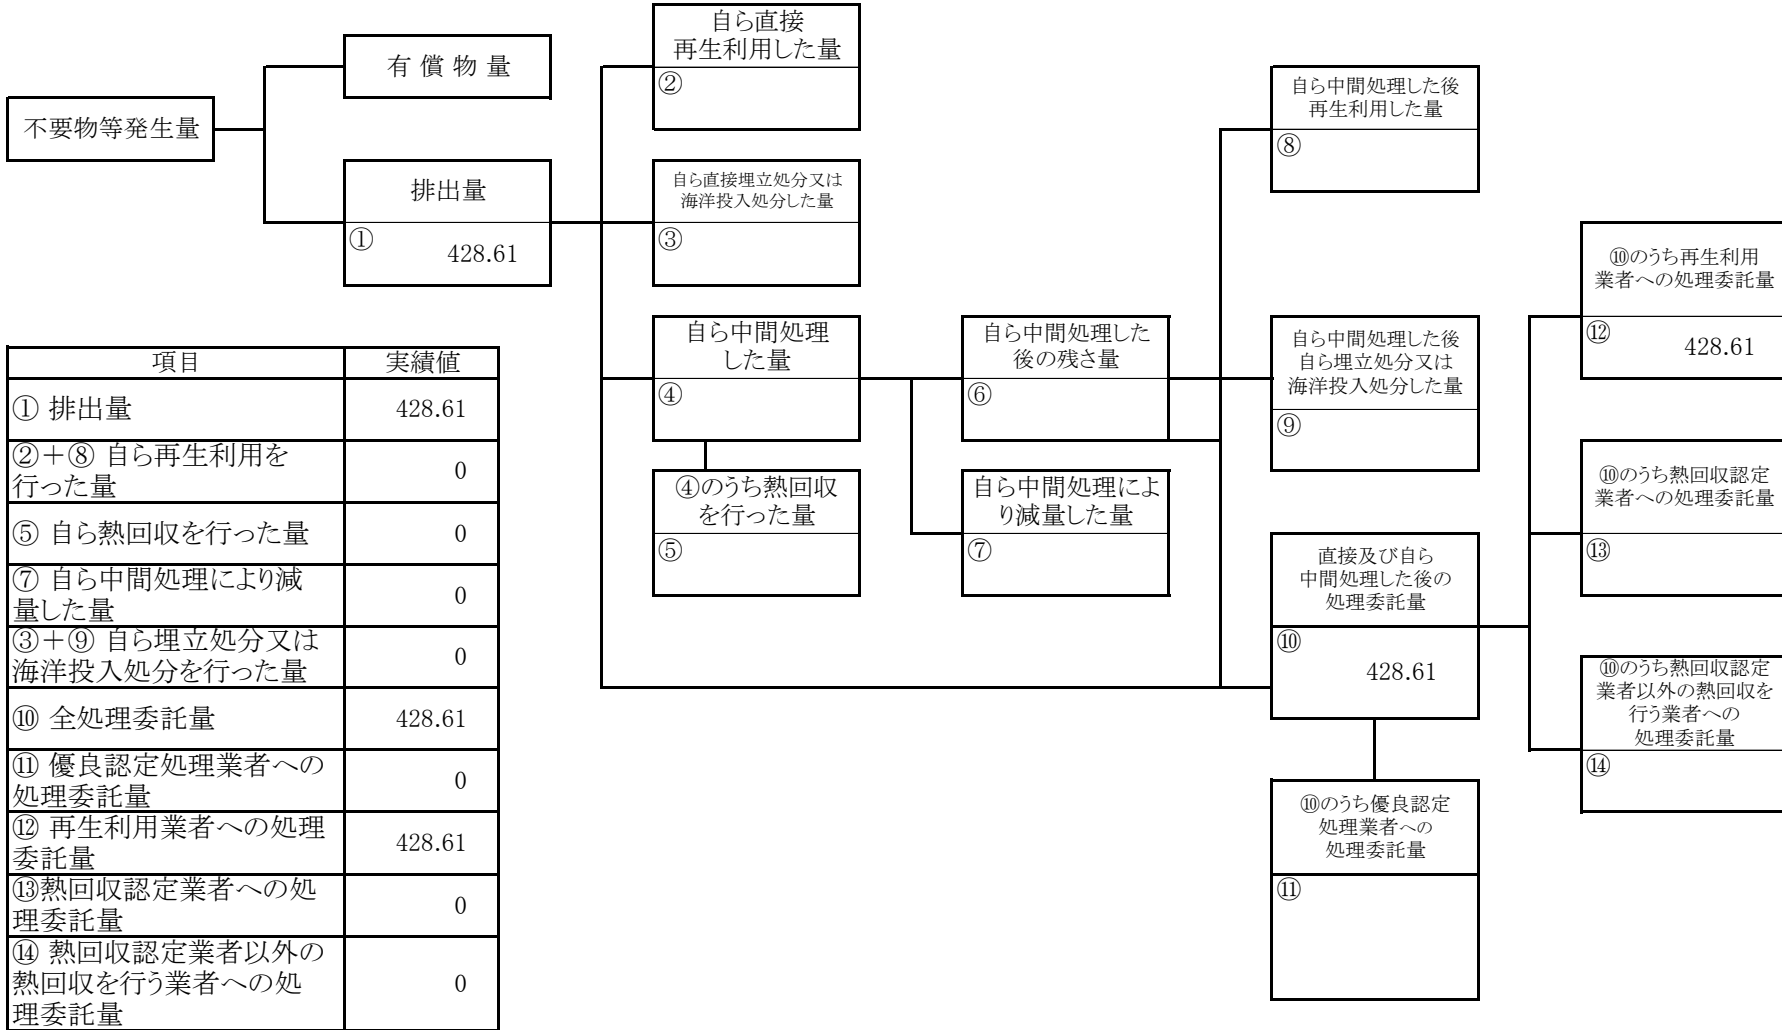 不要物等発生量
有 償 物 量
排出量
①
428.61
自ら直接
再生利用した量
②
自ら直接埋立処分又は
海洋投入処分した量
③
自ら中間処理
した量
④
④のうち熱回収
を行った量
⑤
自ら中間処理した
後の残さ量
⑥
自ら中間処理によ
り減量した量
⑦
自ら中間処理した後
再生利用した量
⑧
自ら中間処理した後
自ら埋立処分又は
海洋投入処分した量
⑨
直接及び自ら
中間処理した後の
処理委託量
⑩
428.61
⑩のうち優良認定
処理業者への
処理委託量
⑪
⑩のうち再生利用
業者への処理委託量
⑫
428.61
⑩のうち熱回収認定
業者への処理委託量
⑬
⑩のうち熱回収認定
業者以外の熱回収を
行う業者への
処理委託量
⑭
項目 実績値
① 排出量 428.61
②＋⑧ 自ら再生利用を
行った量 0
⑤ 自ら熱回収を行った量 0
⑦ 自ら中間処理により減
量した量 0
③＋⑨ 自ら埋立処分又は
海洋投入処分を行った量 0
⑩ 全処理委託量 428.61
⑪ 優良認定処理業者への
処理委託量 0
⑫ 再生利用業者への処理
委託量 428.61
⑬熱回収認定業者への処
理委託量 0
⑭ 熱回収認定業者以外の
熱回収を行う業者への処
理委託量 0